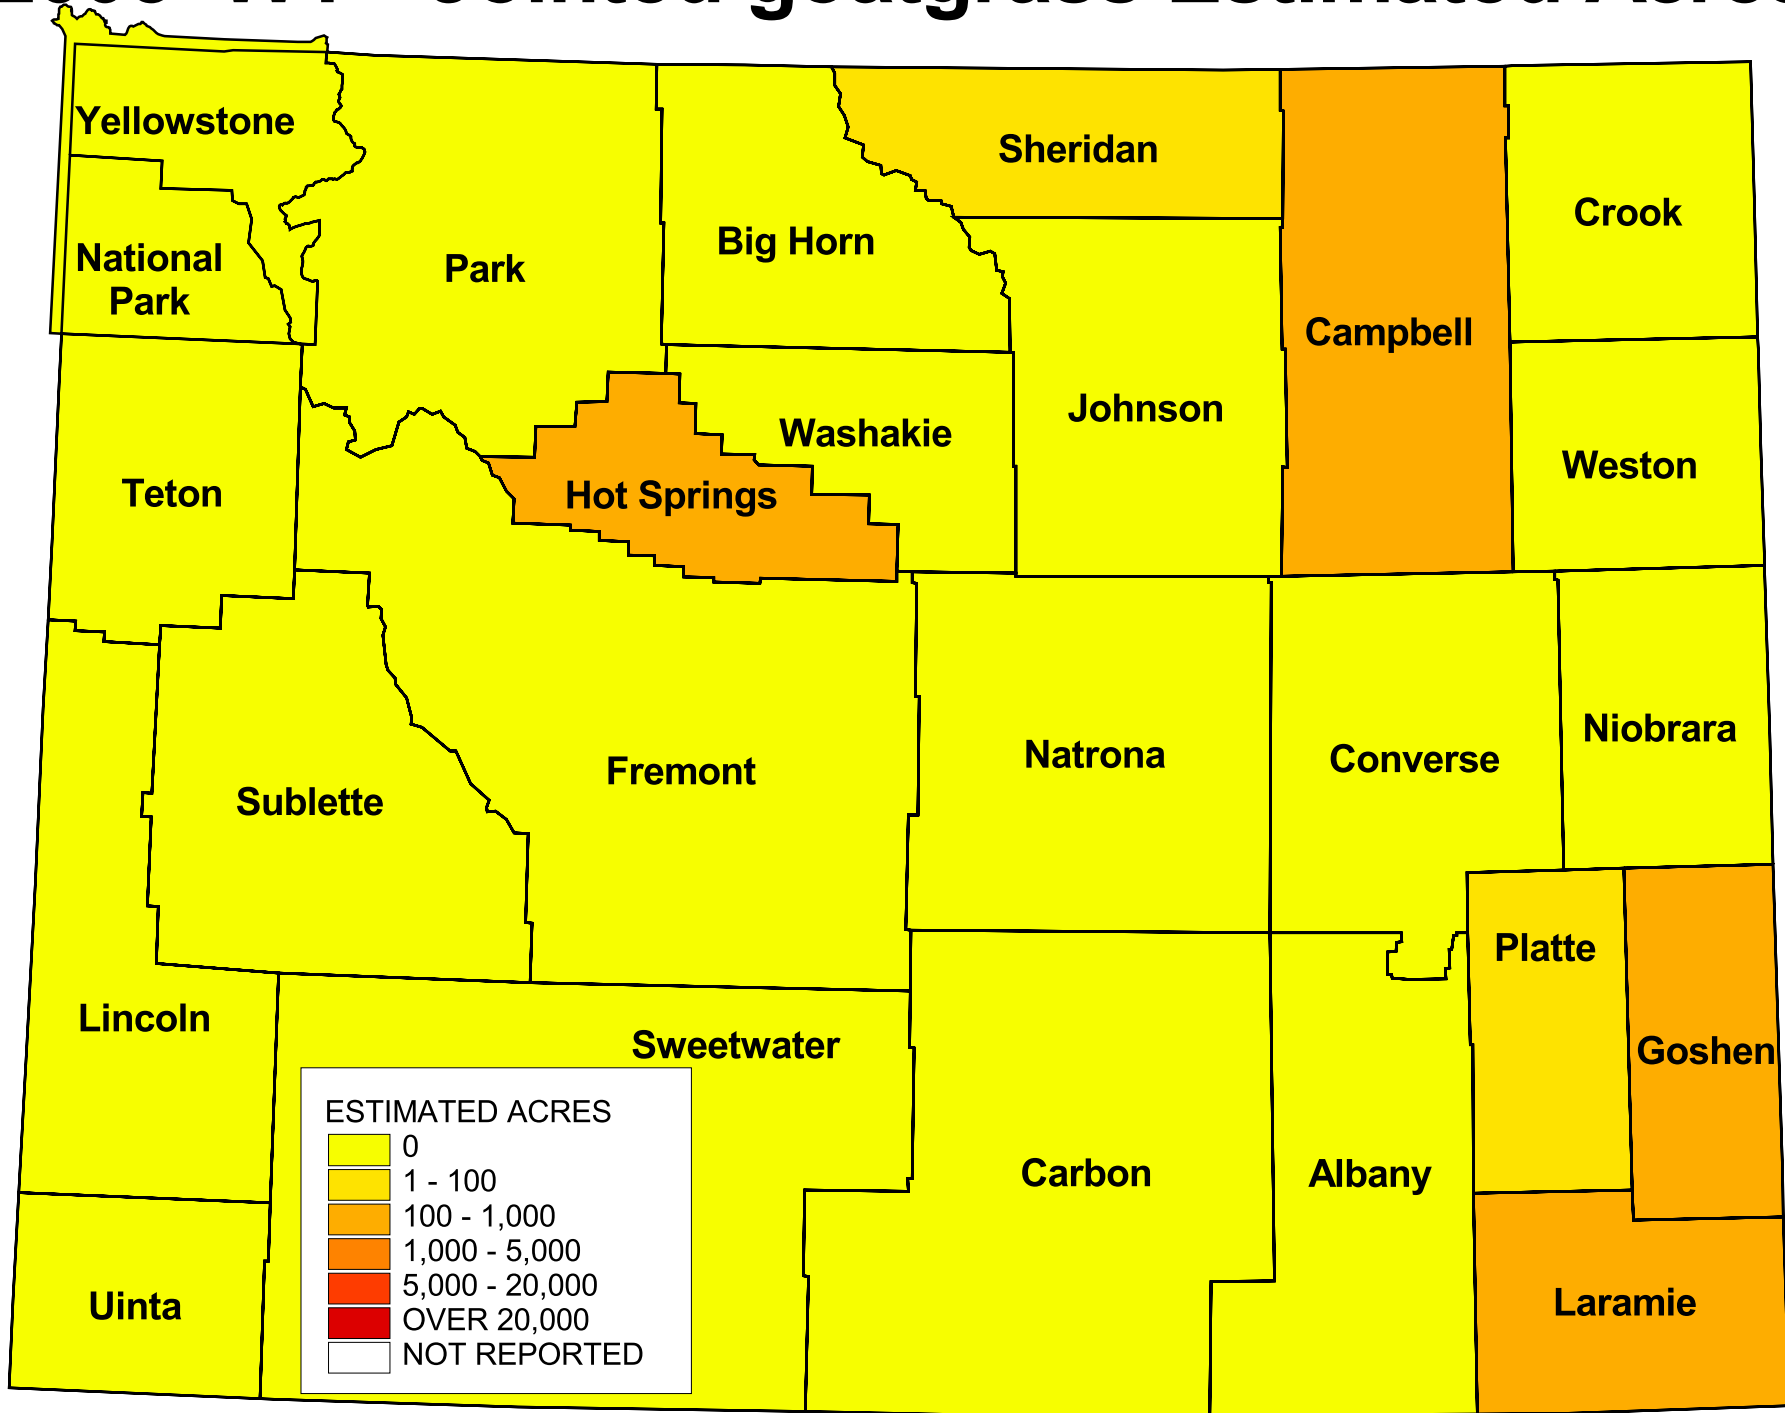 goatgrass Estimated
Yellowstone
National
Park
Park
Big Horn
Sheridan
Campbell
Crook
Johnson
Washakie
Hot Springs
Weston
Teton
Sublette
Fremont
Natrona
Converse
Niobrara
Lincoln
Sweetwater
Platte
Goshen
Carbon
Albany
Uinta
Laramie
ESTIMATED ACRES
0
1 - 100
100 - 1,000
1,000 - 5,000
5,000 - 20,000
OVER 20,000
NOT REPORTED